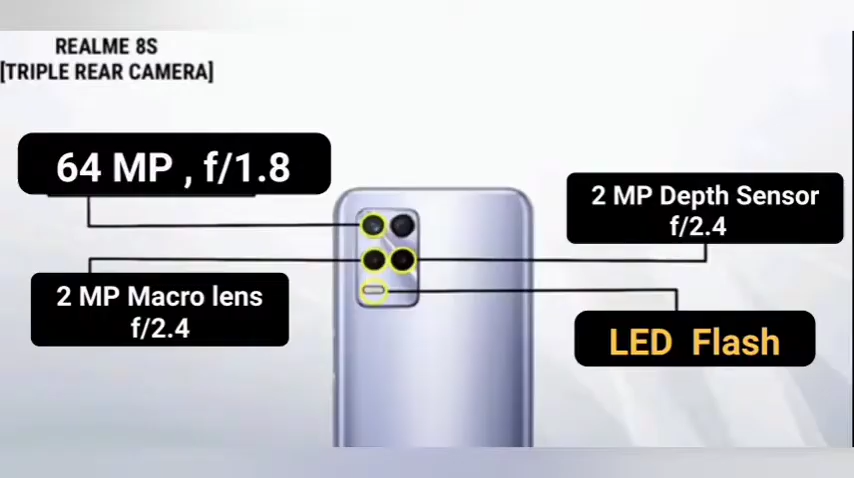 REALME 8S
[TRIPLE REAR CAMERA]
64 MP , f/1.8
2 MP Depth Sensor
f/2.4
2 MP Macro lens
f/2.4
LED Flash